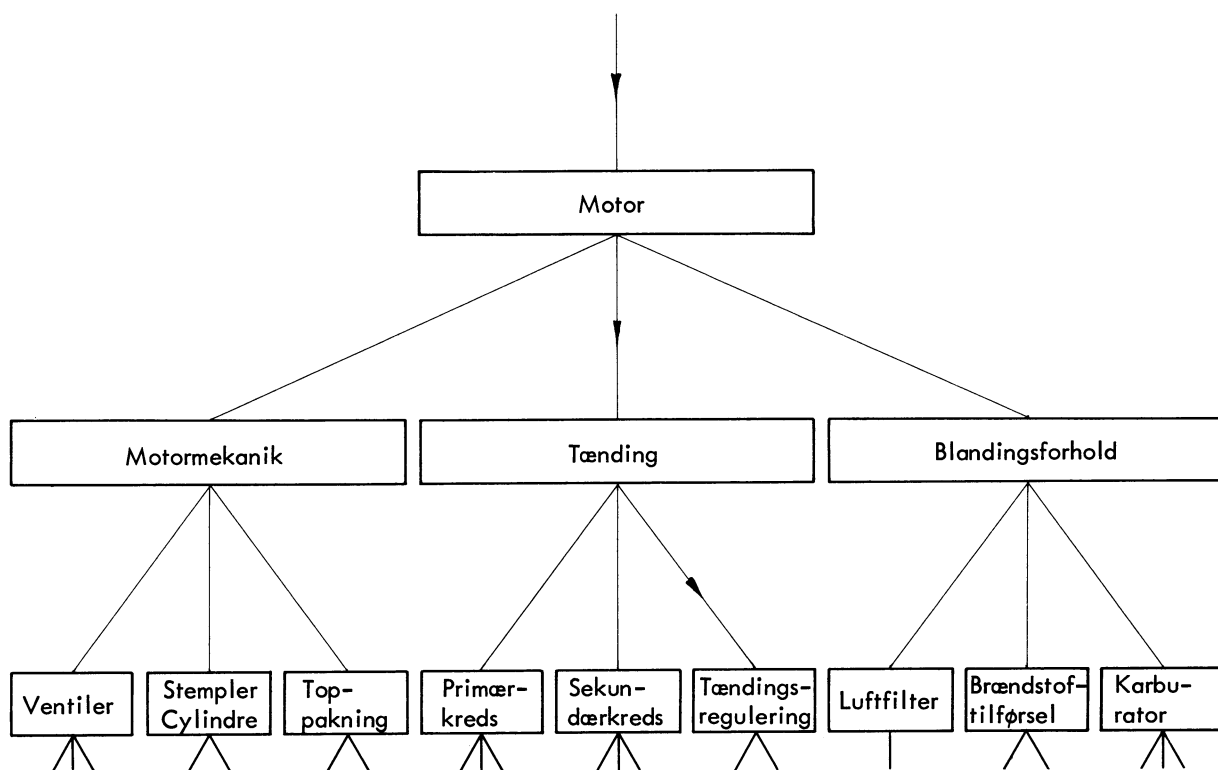 Motor
Motormekanik
Tænding
Blandingsforhold
Ventiler
Stempler
Cylindre
Top-
pakning
Primær-
kreds
Sekun-
dærkreds
Tændings-
regulering
Luftfilter
Brændstof-
tilførsel
Karbu-
rator